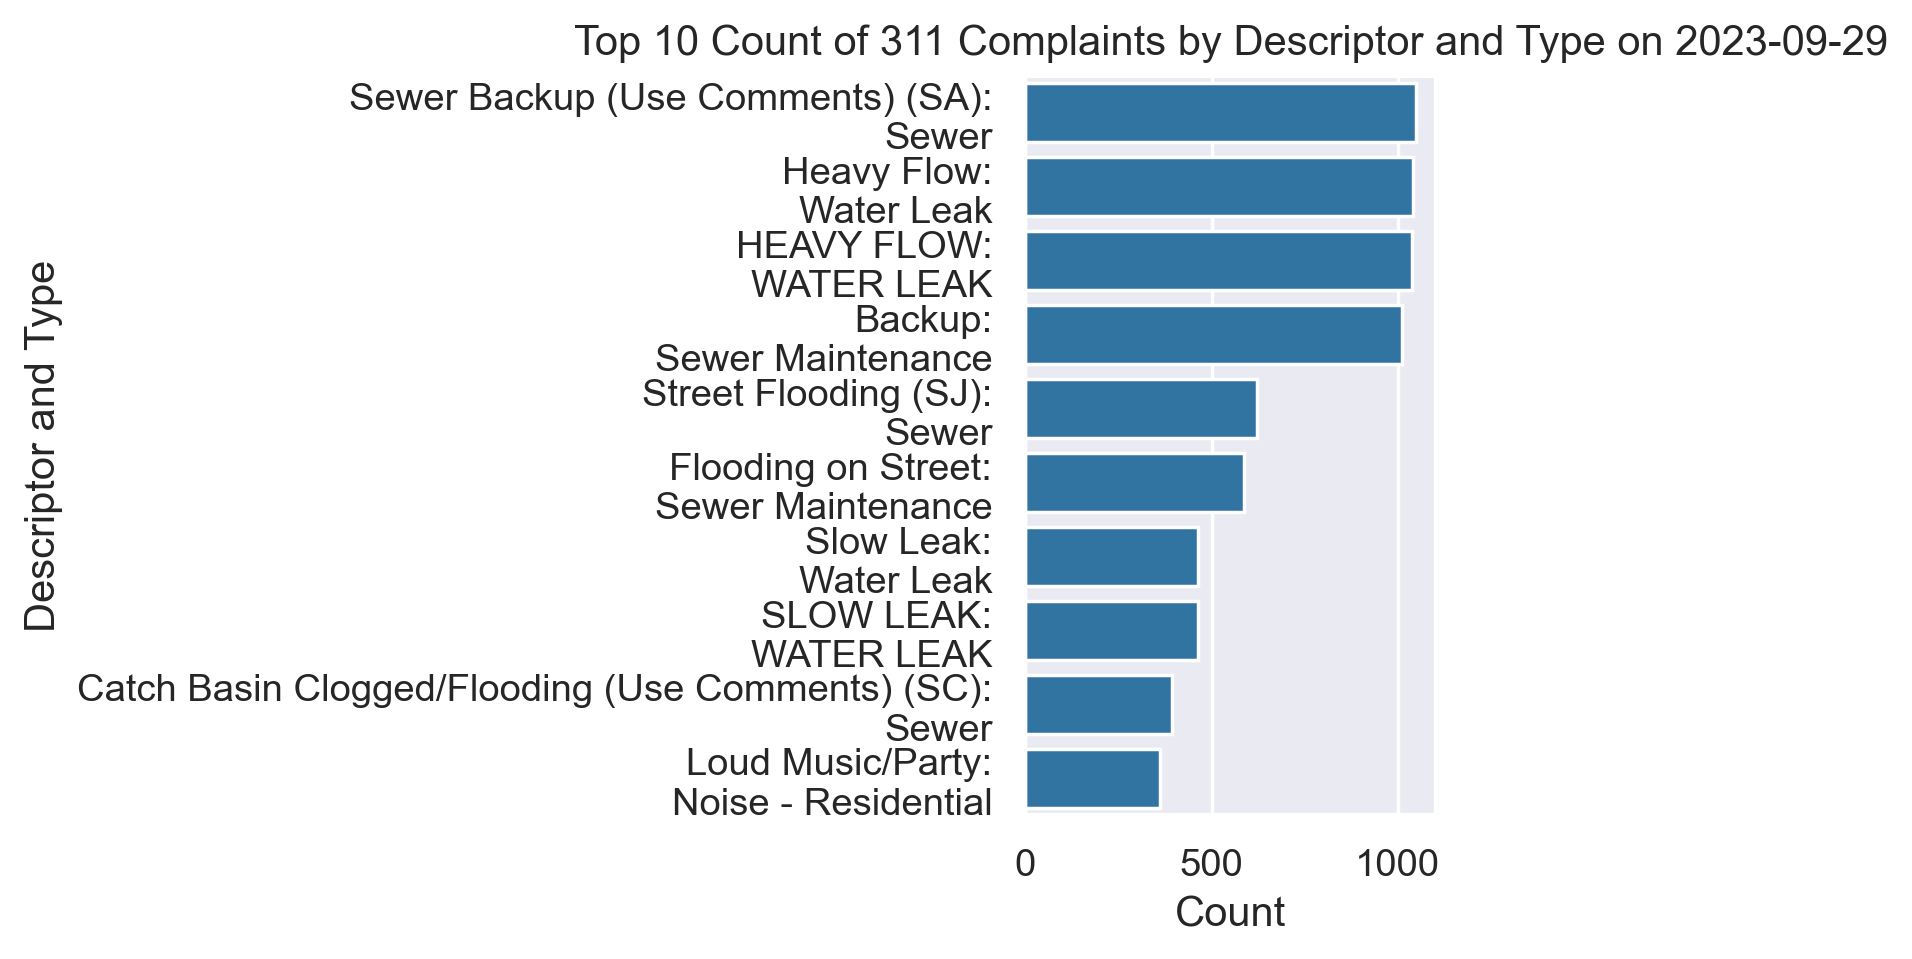 Top 10 Count of 311 Complaints by Descriptor and Type on 2023-09-29
Descriptor and Type
Sewer Backup (Use Comments) (SA):
Sewer
Heavy Flow:
Water Leak
HEAVY FLOW:
WATER LEAK
Backup:
Sewer Maintenance
Street Flooding (SJ):
Sewer
Flooding on Street:
Sewer Maintenance
Slow Leak:
Water Leak
SLOW LEAK:
WATER LEAK
Catch Basin Clogged/Flooding (Use Comments) (SC):
Sewer
Loud Music/Party:
Noise - Residential
0 500 1000
Count